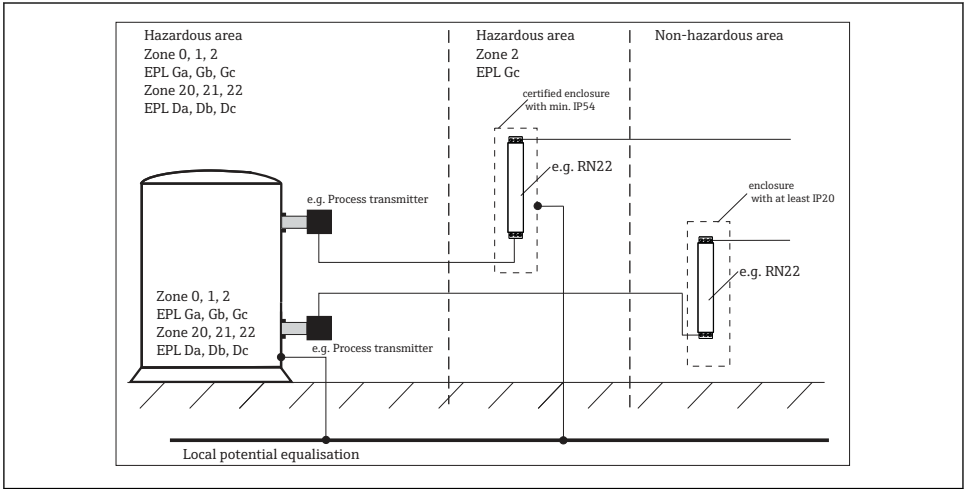 Hazardous area
Zone 0, 1, 2
EPL Ga, Gb, Gc
Zone 20, 21, 22
EPL Da, Db, Dc
Hazardous area
Zone 2
EPL Gc
Non-hazardous area
certified enclosure
with min. IP54
e.g. RN22
e.g. Process transmitter
enclosure
with at least IP20
e.g. RN22
Zone 0, 1, 2
EPL Ga, Gb, Gc
Zone 20, 21, 22
EPL Da, Db, Dc
e.g. Process transmitter
Local potential equalisation